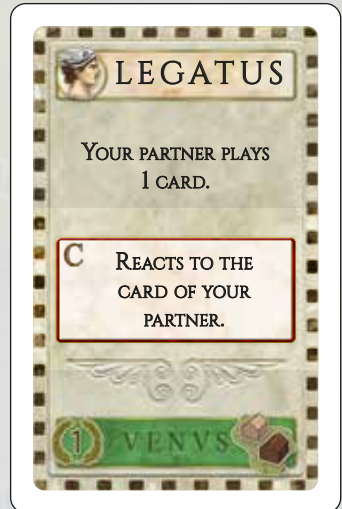 LEGATUS
YOUR PARTNER PLAYS
1 CARD.
C
REACTS TO THE
CARD OF YOUR
PARTNER.
1
VENVS